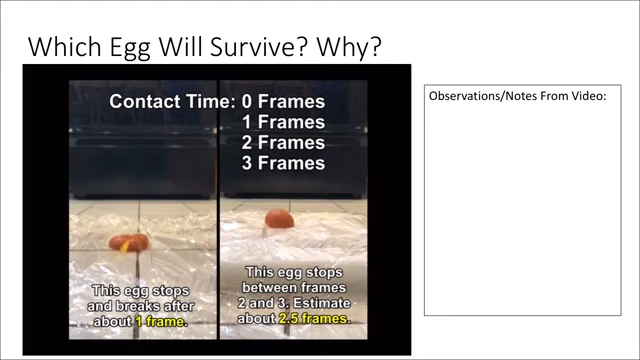 Which Egg Will Survive? Why?
Contact Time: 0 Frames
1 Frames
2 Frames
3 Frames
This egg stops
and breaks after
about 1 frame.
This egg stops
between frames
2 and 3. Estimate
about 2.5 frames.
Observations/Notes From Video: